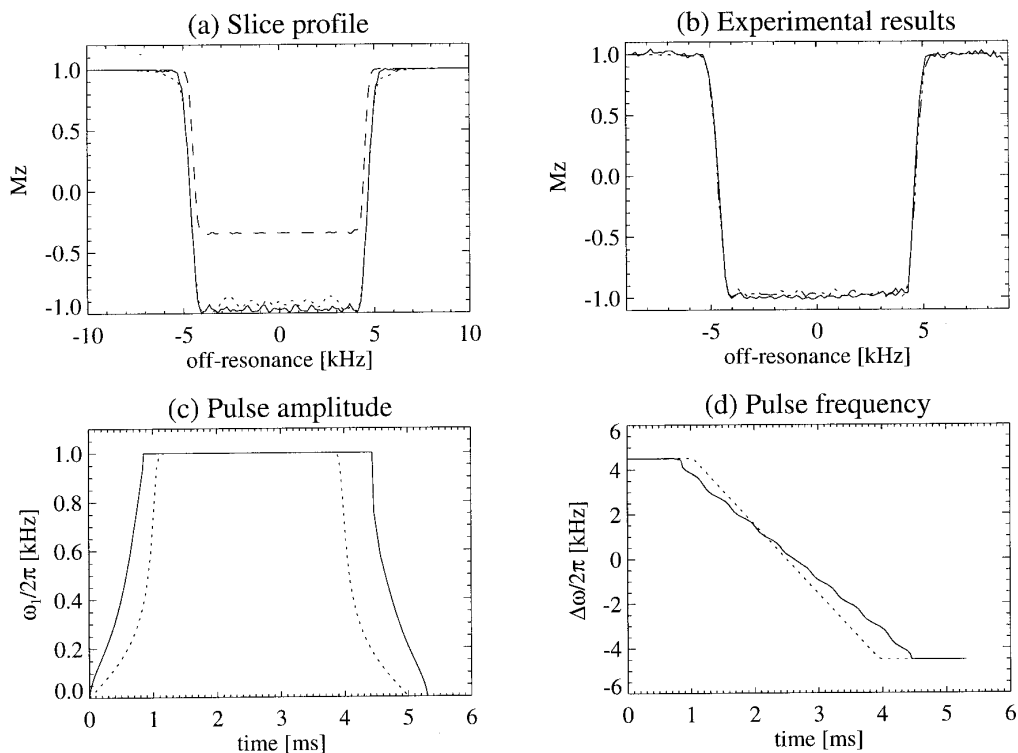 (a) Slice profile
1.0
0.5
0.0
-0.5
-1.0
Mz
-10 -5 0 5 10
off-resonance [kHz]
(b) Experimental results
1.0
0.5
0.0
-0.5
-1.0
Mz
-5 0 5
off-resonance [kHz]
(c) Pulse amplitude
1.0
0.8
0.6
0.4
0.2
0.0
ω₁/2π [kHz]
0 1 2 3 4 5 6
time [ms]
(d) Pulse frequency
6
4
2
0
-2
-4
-6
Δω/2π [kHz]
0 1 2 3 4 5 6
time [ms]